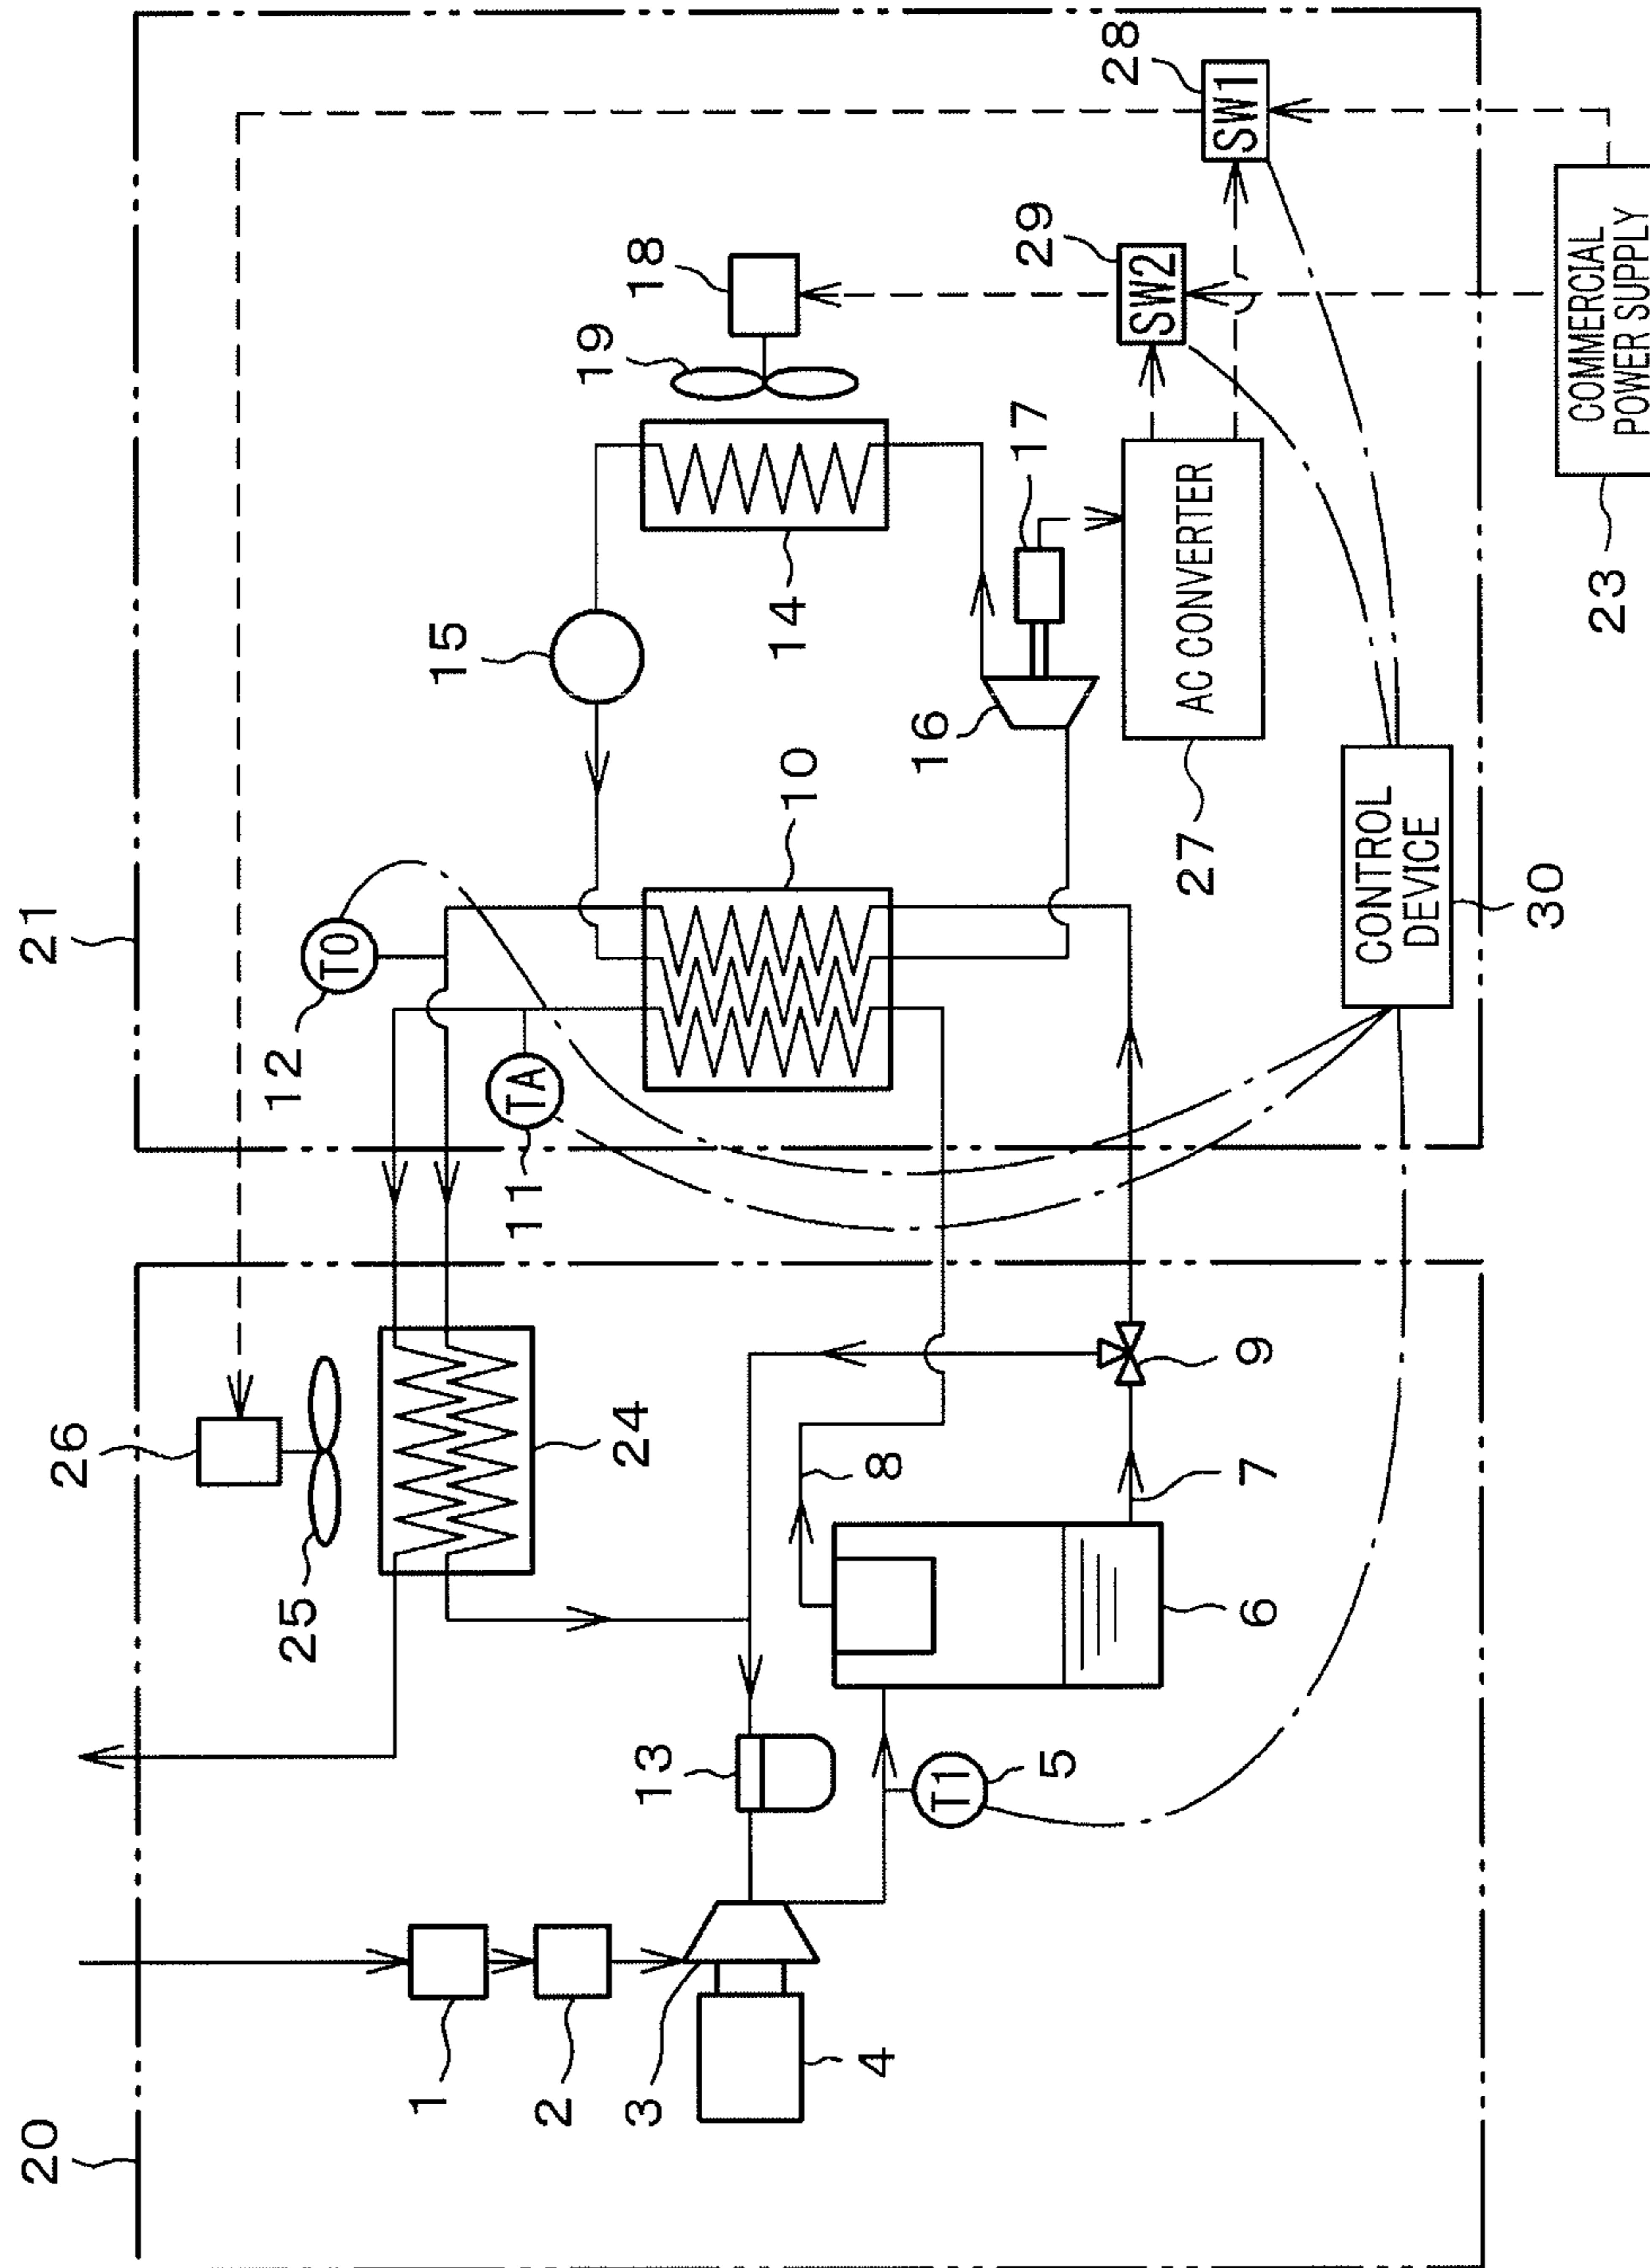 20
21
26
25
12
T0
1
15
11
TA
2
19
24
3
13
18
14
10
4
8
16
T1
17
29
5
28
SW2
27
AC CONVERTER
SW1
6
7
9
CONTROL
DEVICE
30
COMMERCIAL
POWER SUPPLY
23